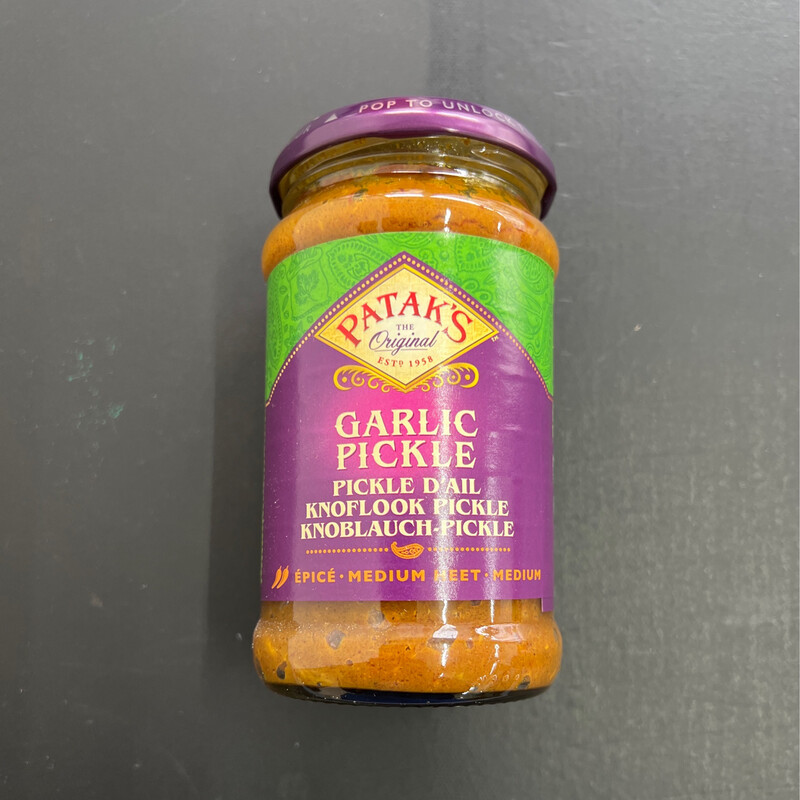 POP TO UNLOCK
PATAK'S
THE
Original
ESTD 1958
GARLIC
PICKLE
PICKLE D'AIL
KNOFLOOK PICKLE
KNOBLAUCH-PICKLE
ÉPICÉ · MEDIUM HEET · MEDIUM